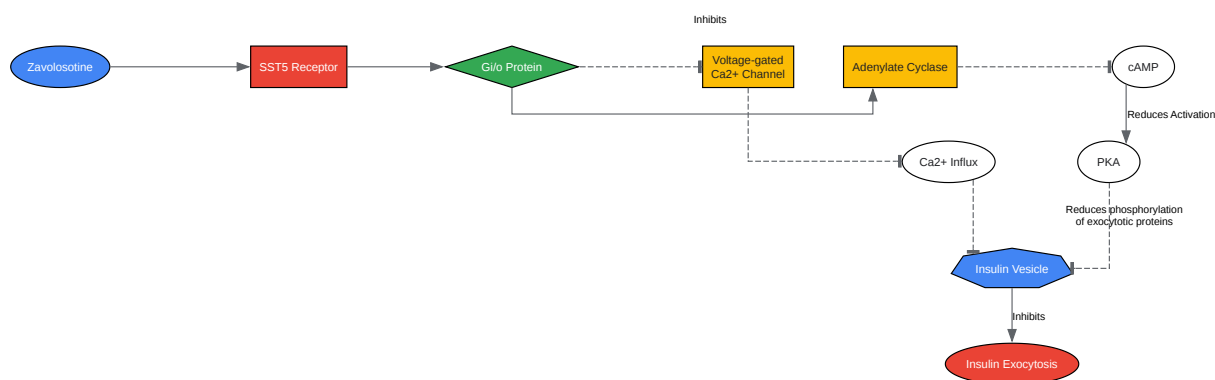 Inhibits
Zavolosotine
SST5 Receptor
Gi/o Protein
Voltage-gated
Ca2+ Channel
Adenylate Cyclase
cAMP
Reduces Activation
Ca2+ Influx
PKA
Reduces phosphorylation
of exocytotic proteins
Insulin Vesicle
Inhibits
Insulin Exocytosis